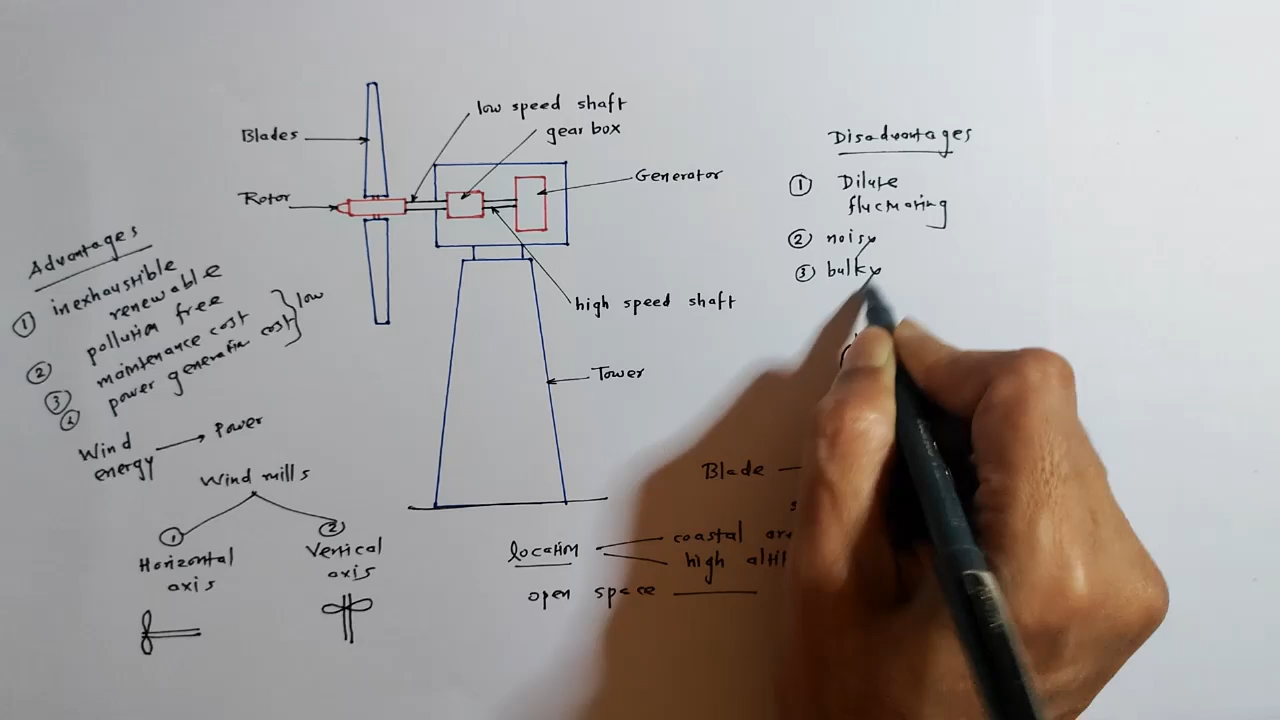 low speed shaft
gear box
Blades
Generator
Rotor
high speed shaft
Tower
Disadvantages
① Dilute
fluctuating
② noisy
③ bulky
Advantages
① inexhaustible
renewable
② pollution free
③ maintenance cost
④ power generation cost
low
Wind
energy
Power
Wind mills
①
Horizontal
axis
②
Vertical
axis
Blade
location
coastal
high
open space